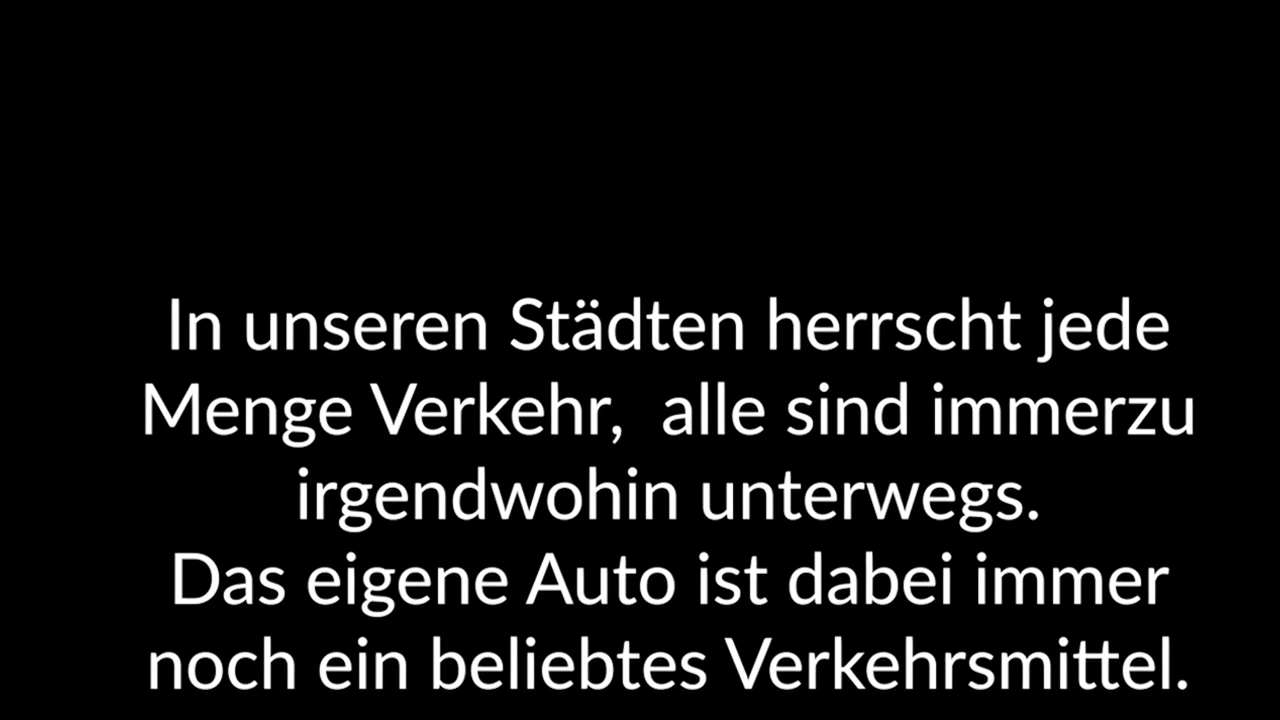 In unseren Städten herrscht jede
Menge Verkehr,  alle sind immerzu
irgendwohin unterwegs.
Das eigene Auto ist dabei immer
noch ein beliebtes Verkehrsmittel.